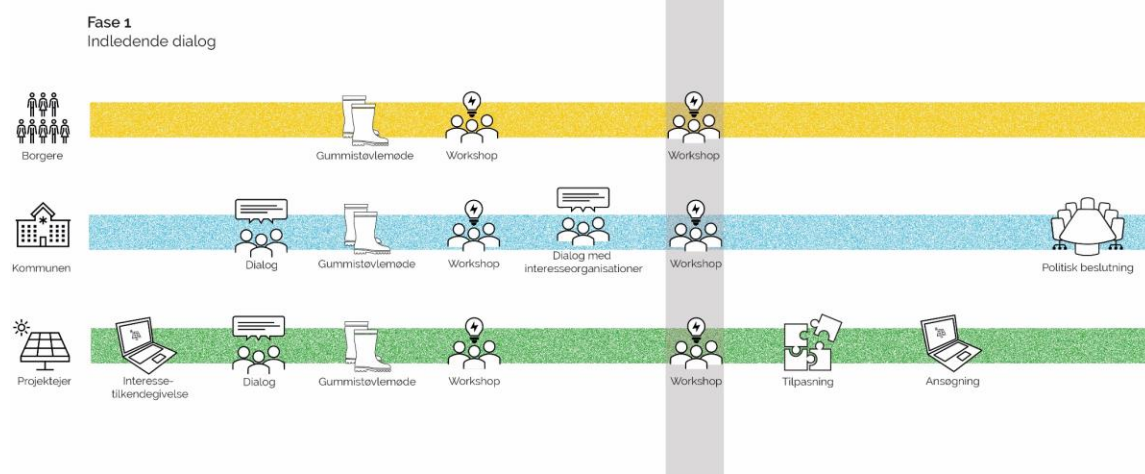 Fase 1
Indledende dialog
Borgere
Gummistøvlemøde
Workshop
Workshop
Kommunen
Dialog
Gummistøvlemøde
Workshop
Dialog med
interesseorganisationer
Workshop
Politisk beslutning
Projektejer
Interesse-
tilkendegivelse
Dialog
Gummistøvlemøde
Workshop
Workshop
Tilpasning
Ansøgning